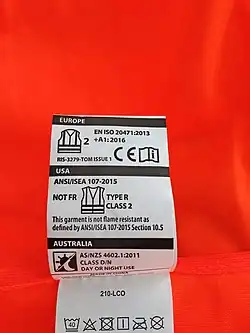 EUROPE
2
EN ISO 20471:2013
+A1:2016
RIS-3279-TOM ISSUE 1
CE
USA
ANSI/ISEA 107-2015
NOT FR
TYPE R
CLASS 2
This garment is not flame resistant as
defined by ANSI/ISEA 107-2015 Section 10.5
AUSTRALIA
AS/NZS 4602.1:2011
CLASS D/N
DAY OR NIGHT USE
210-LCO
40